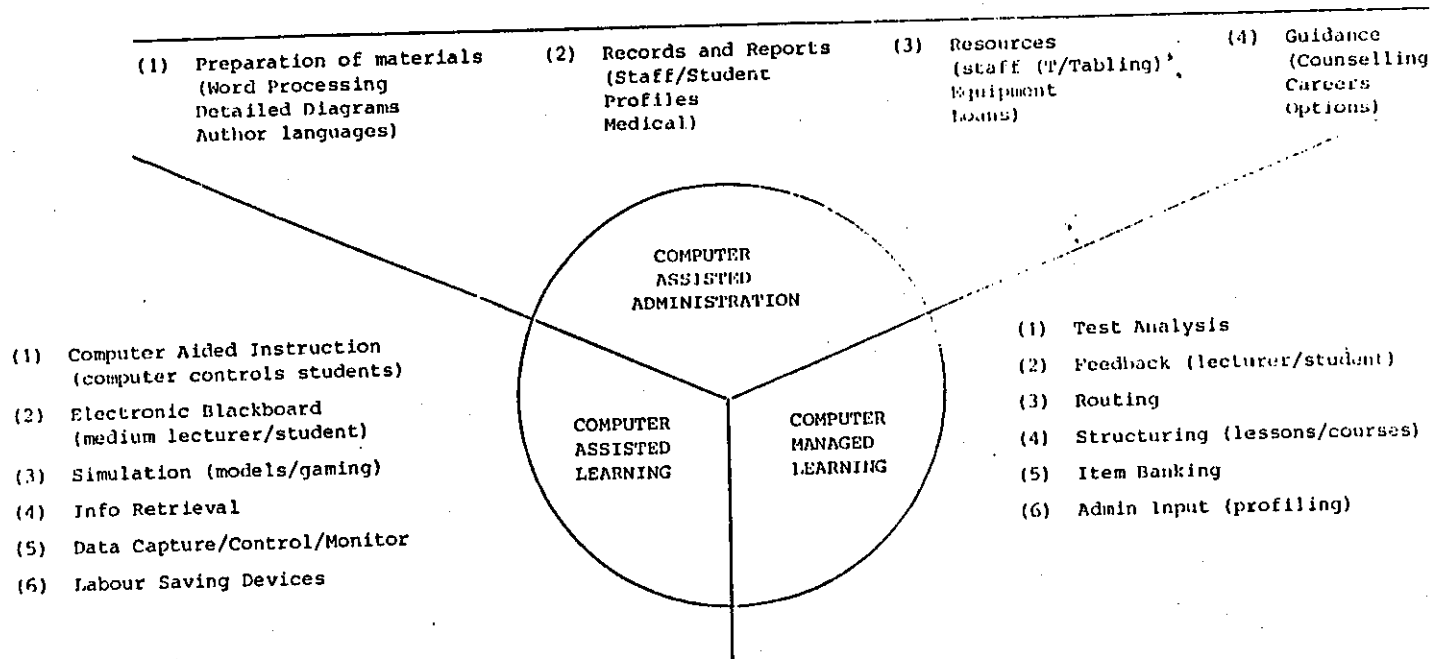 (1) Preparation of materials
(Word Processing
Detailed Diagrams
Author languages)
(2) Records and Reports
(Staff/Student
Profiles
Medical)
(3) Resources
(staff (T/Tabling)
Equipment
Loans)
(4) Guidance
(Counselling
Careers
Options)
COMPUTER
ASSISTED
ADMINISTRATION
(1) Computer Aided Instruction
(computer controls students)
(2) Electronic Blackboard
(medium lecturer/student)
(3) Simulation (models/gaming)
(4) Info Retrieval
(5) Data Capture/Control/Monitor
(6) Labour Saving Devices
COMPUTER
ASSISTED
LEARNING
COMPUTER
MANAGED
LEARNING
(1) Test Analysis
(2) Feedback (lecturer/student)
(3) Routing
(4) Structuring (lessons/courses)
(5) Item Banking
(6) Admin Input (profiling)